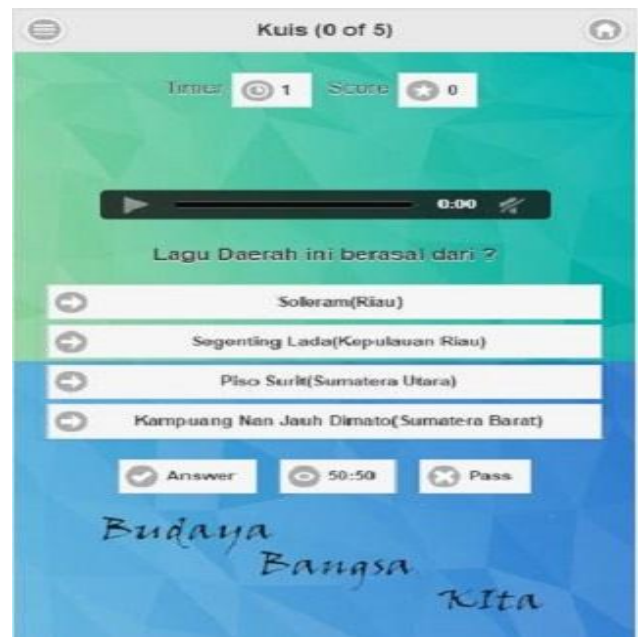 Kuis (0 of 5)
Timer 1 Score 0
0:00
Lagu Daerah ini berasal dari ?
Soleram(Riau)
Segenting Lada(Kepulauan Riau)
Piso Surit(Sumatera Utara)
Kampuang Nan Jauh Dimato(Sumatera Barat)
Answer 50:50 Pass
Budaya
Bangsa
KIta